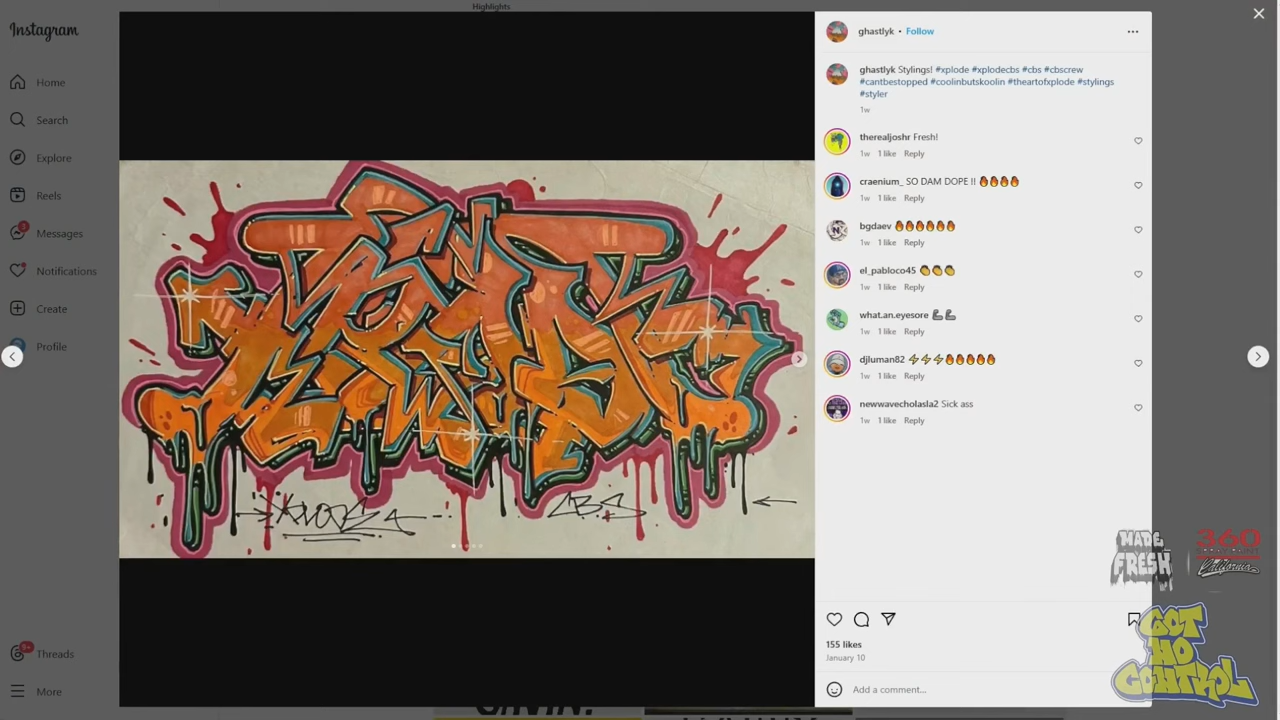 Highlights
Instagram
Home
Search
Explore
Reels
Messages
Notifications
Create
Profile
9+
Threads
More
CBS
ghastlyk • Follow
ghastlyk Stylings! #xplode #xplodecbs #cbs #cbscrew
#cantbestopped #coolinbutskoolin #theartofxplode #stylings
#styler
1w
therealjoshr Fresh!
1w 1 like Reply
craenium_ SO DAM DOPE !! 🔥🔥🔥🔥
1w 1 like Reply
bgdaev 🔥🔥🔥🔥🔥🔥
1w 1 like Reply
el_pabloco45 👏👏👏
1w 1 like Reply
what.an.eyesore 💪💪
1w 1 like Reply
djluman82 ⚡⚡⚡🔥🔥🔥🔥🔥
1w 1 like Reply
newwavecholasla2 Sick ass
1w 1 like Reply
155 likes
January 10
Add a comment...
MADE
FRESH
360
California
GOT
NO
CONTROL